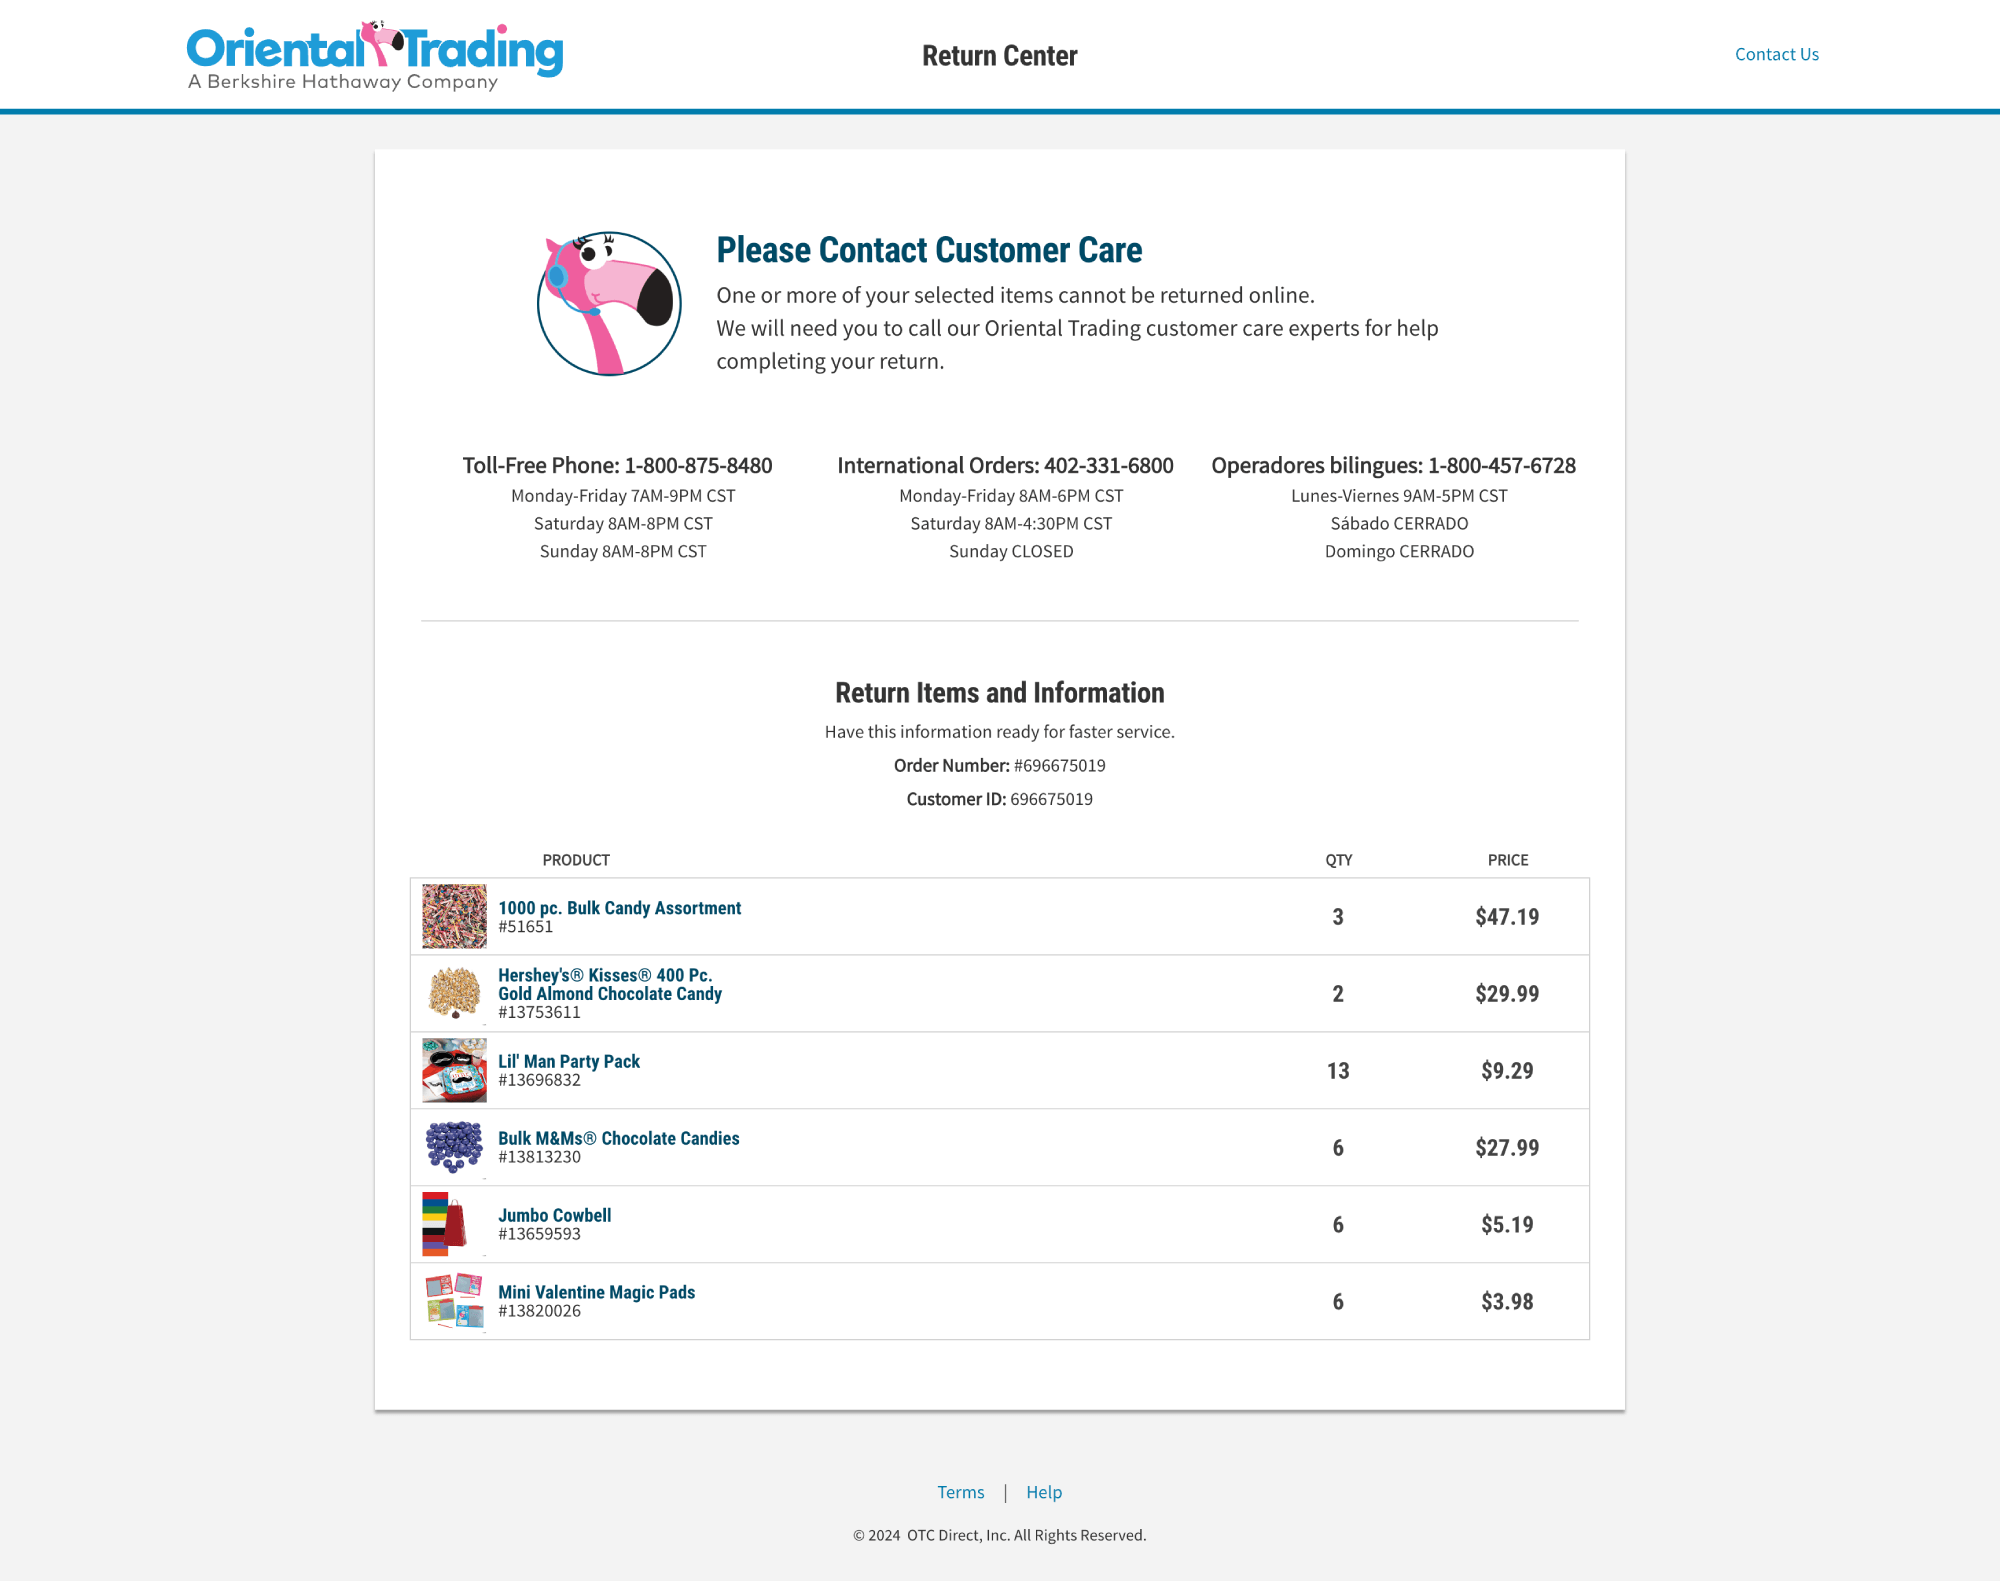 Oriental Trading
A Berkshire Hathaway Company
Return Center
Contact Us
Please Contact Customer Care
One or more of your selected items cannot be returned online.
We will need you to call our Oriental Trading customer care experts for help
completing your return.
Toll-Free Phone: 1-800-875-8480
Monday-Friday 7AM-9PM CST
Saturday 8AM-8PM CST
Sunday 8AM-8PM CST
International Orders: 402-331-6800
Monday-Friday 8AM-6PM CST
Saturday 8AM-4:30PM CST
Sunday CLOSED
Operadores bilingues: 1-800-457-6728
Lunes-Viernes 9AM-5PM CST
Sábado CERRADO
Domingo CERRADO
Return Items and Information
Have this information ready for faster service.
Order Number: #696675019
Customer ID: 696675019
PRODUCT QTY PRICE
1000 pc. Bulk Candy Assortment
#51651
3 $47.19
Hershey's® Kisses® 400 Pc.
Gold Almond Chocolate Candy
#13753611
2 $29.99
Lil' Man Party Pack
#13696832
13 $9.29
Bulk M&Ms® Chocolate Candies
#13813230
6 $27.99
Jumbo Cowbell
#13659593
6 $5.19
Mini Valentine Magic Pads
#13820026
6 $3.98
Terms | Help
© 2024 OTC Direct, Inc. All Rights Reserved.